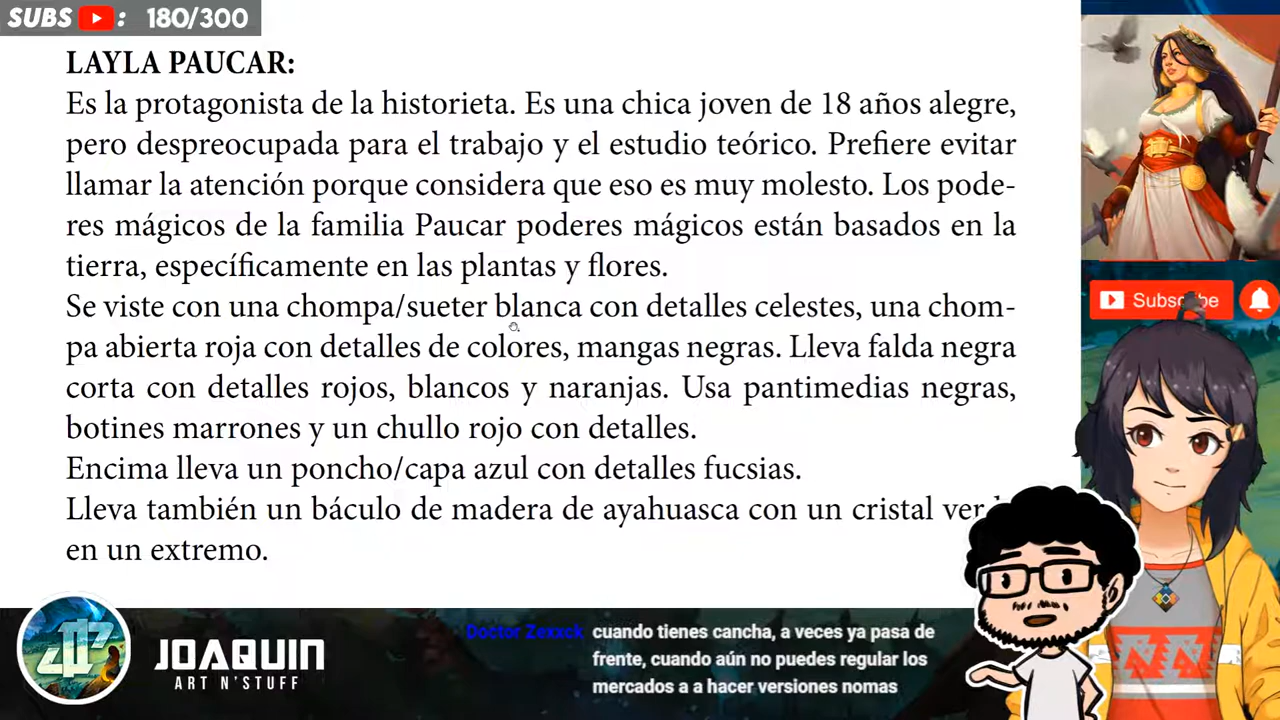 SUBS : 180/300
LAYLA PAUCAR:
Es la protagonista de la historieta. Es una chica joven de 18 años alegre,
pero despreocupada para el trabajo y el estudio teórico. Prefiere evitar
llamar la atención porque considera que eso es muy molesto. Los pode-
res mágicos de la familia Paucar poderes mágicos están basados en la
tierra, específicamente en las plantas y flores.
Se viste con una chompa/sueter blanca con detalles celestes, una chom-
pa abierta roja con detalles de colores, mangas negras. Lleva falda negra
corta con detalles rojos, blancos y naranjas. Usa pantimedias negras,
botines marrones y un chullo rojo con detalles.
Encima lleva un poncho/capa azul con detalles fucsias.
Lleva también un báculo de madera de ayahuasca con un cristal
en un extremo.
Subscribe
JOAQUIN
ART N'STUFF
Doctor Zexxck: cuando tienes cancha, a veces ya pasa de
frente, cuando aún no puedes regular los
mercados a a hacer versiones nomas